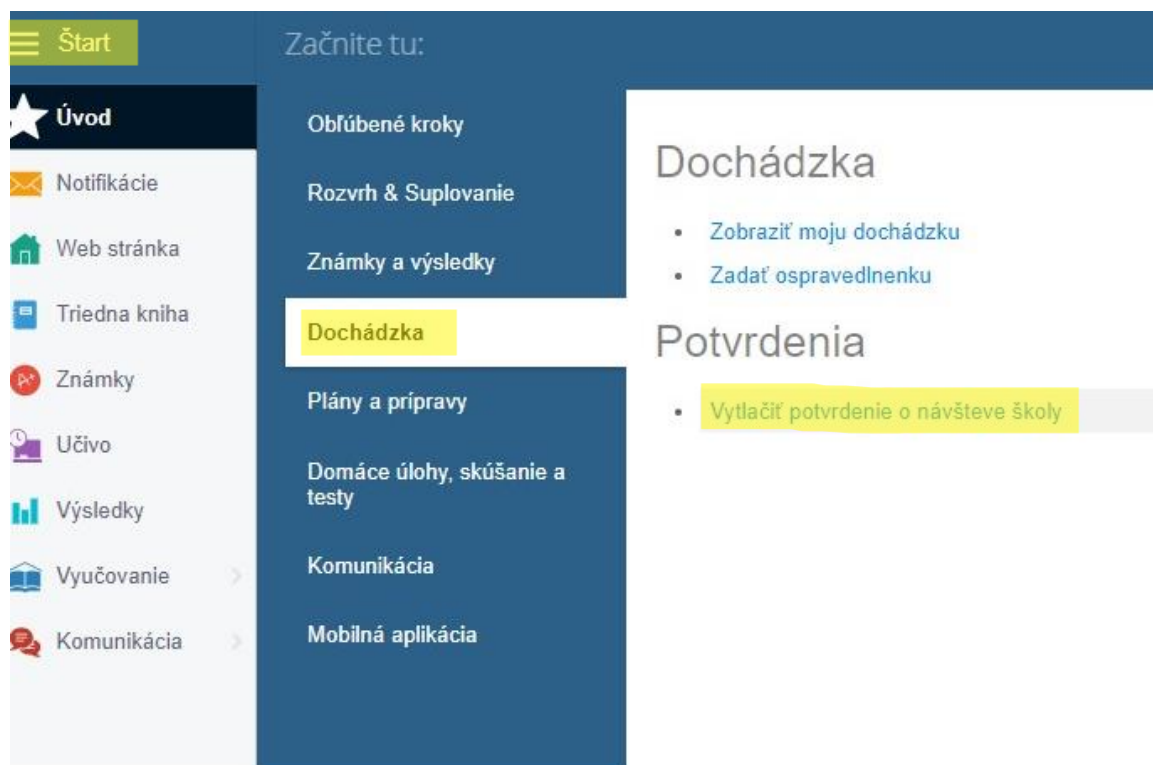 Štart
Začnite tu:
Úvod
Notifikácie
Web stránka
Triedna kniha
Známky
Učivo
Výsledky
Vyučovanie
Komunikácia
Obľúbené kroky
Rozvrh & Suplovanie
Známky a výsledky
Dochádzka
Plány a prípravy
Domáce úlohy, skúšanie a
testy
Komunikácia
Mobilná aplikácia
Dochádzka
Zobraziť moju dochádzku
Zadať ospravedlnenku
Potvrdenia
Vytlačiť potvrdenie o návšteve školy